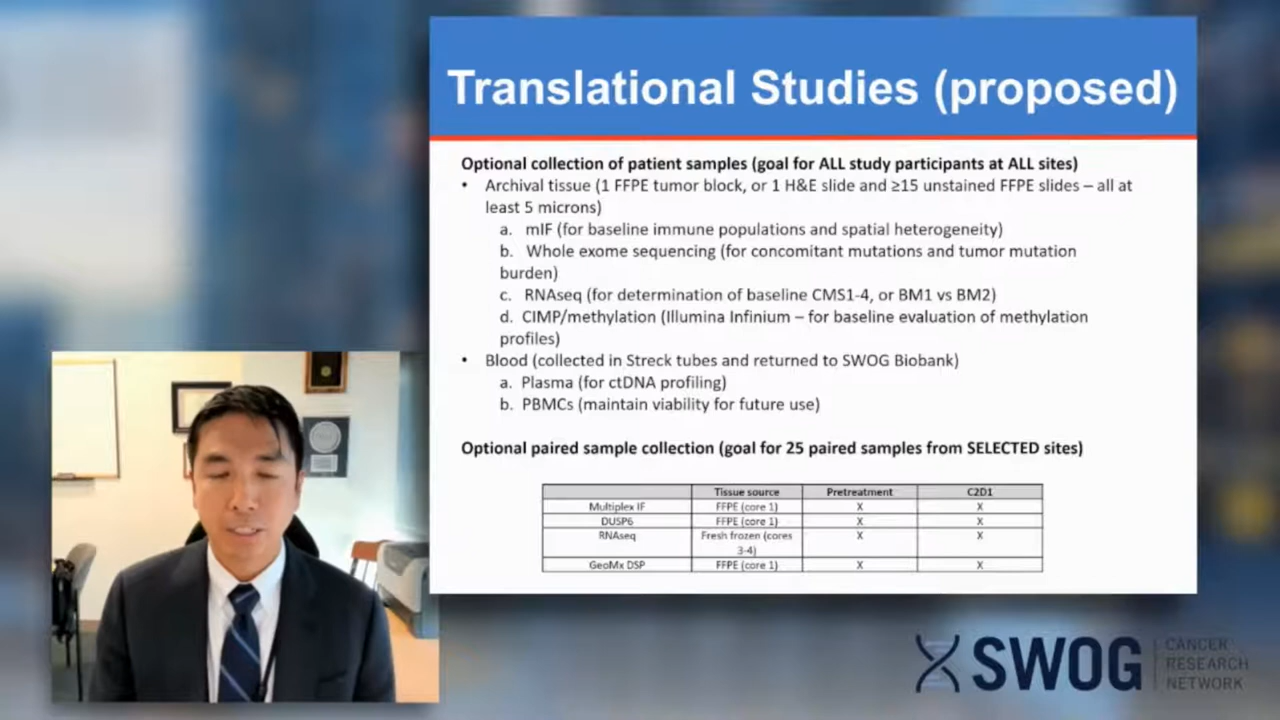 Translational Studies (proposed)
Optional collection of patient samples (goal for ALL study participants at ALL sites)
• Archival tissue (1 FFPE tumor block, or 1 H&E slide and ≥15 unstained FFPE slides – all at
least 5 microns)
a. mIF (for baseline immune populations and spatial heterogeneity)
b. Whole exome sequencing (for concomitant mutations and tumor mutation
burden)
c. RNAseq (for determination of baseline CMS1-4, or BM1 vs BM2)
d. CIMP/methylation (Illumina Infinium – for baseline evaluation of methylation
profiles)
• Blood (collected in Streck tubes and returned to SWOG Biobank)
a. Plasma (for ctDNA profiling)
b. PBMCs (maintain viability for future use)
Optional paired sample collection (goal for 25 paired samples from SELECTED sites)
Tissue source Pretreatment C2D1
Multiplex IF FFPE (core 1) X X
DUSP6 FFPE (core 1) X X
RNAseq Fresh frozen (cores X X
3-4)
GeoMx DSP FFPE (core 1) X X
SWOG
CANCER
RESEARCH
NETWORK